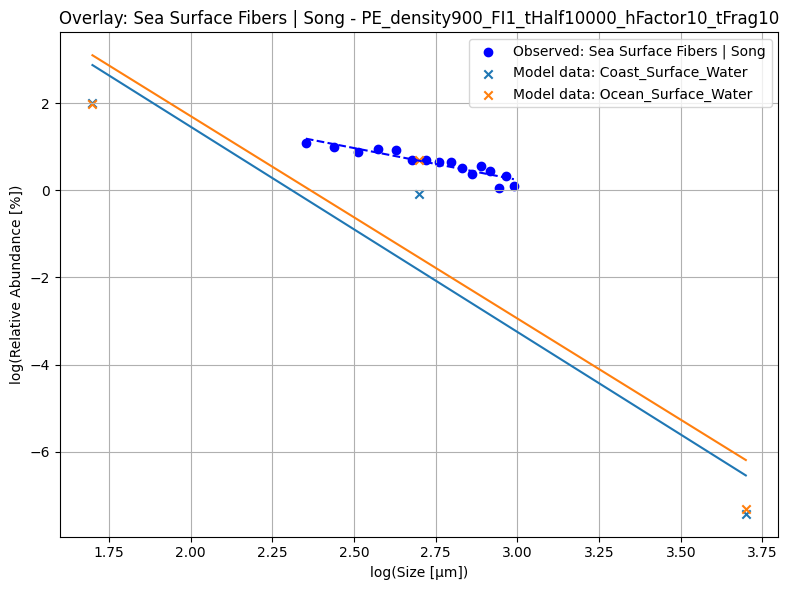 Overlay: Sea Surface Fibers | Song - PE_density900_FI1_tHalf10000_hFactor10_tFrag10
Observed: Sea Surface Fibers | Song
Model data: Coast_Surface_Water
Model data: Ocean_Surface_Water
log(Relative Abundance [%])
2
0
−2
−4
−6
1.75 2.00 2.25 2.50 2.75 3.00 3.25 3.50 3.75
log(Size [µm])